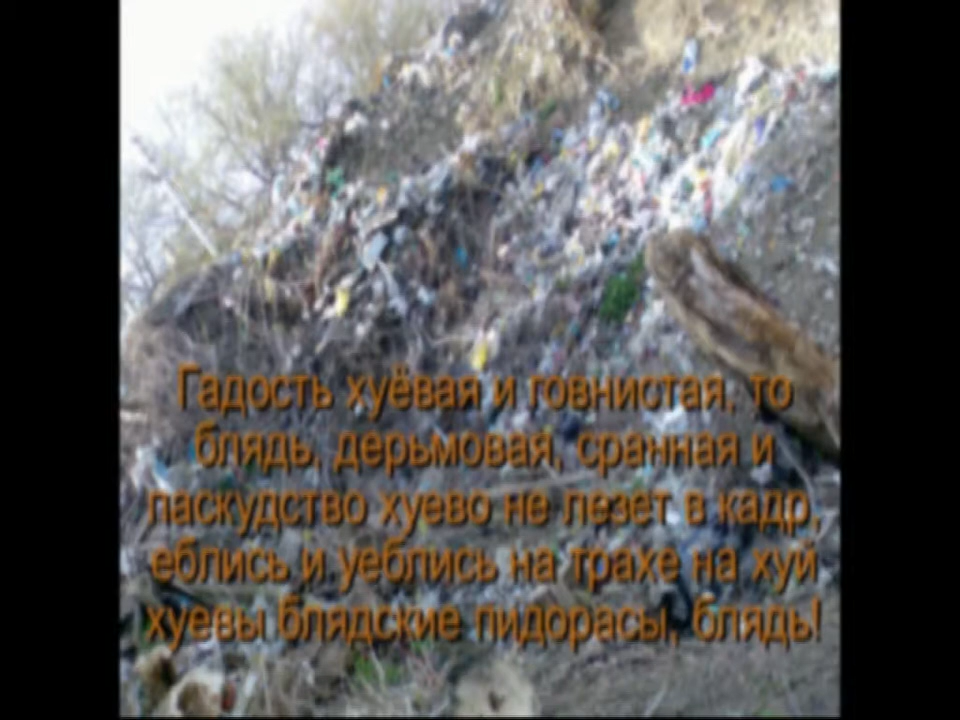 Гадость хуёвая и говнистая, то
блядь, дерьмовая, сранная и
паскудство хуево не лезет в кадр,
еблись и уеблись на трахе на хуй
хуевы блядские пидорасы, блядь!